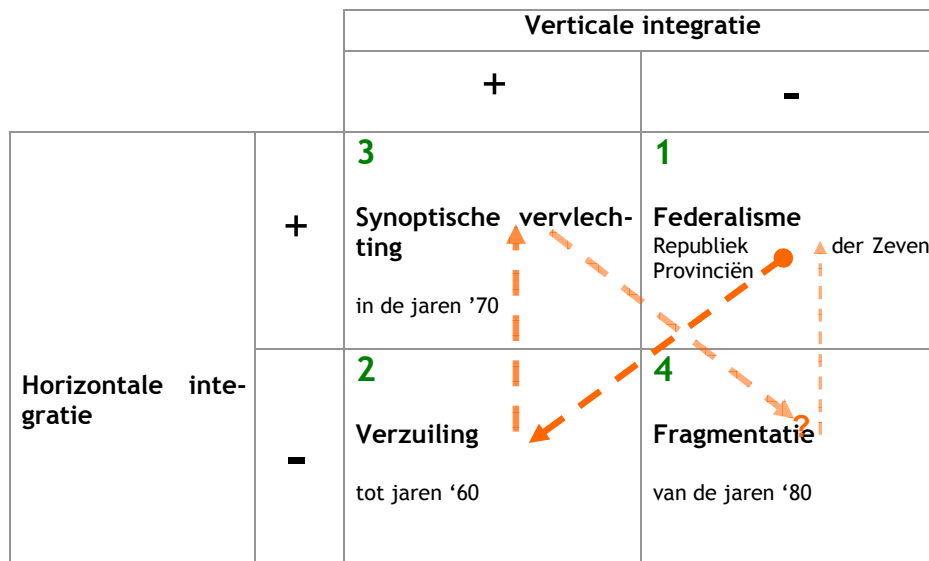 Verticale integratie
+
-
3
1
+
Synoptische vervlech-
ting
in de jaren '70
Federalisme
Republiek der Zeven
Provinciën
2
4
Horizontale inte-
gratie
-
Verzuiling
tot jaren ‘60
?
Fragmentatie
van de jaren ‘80